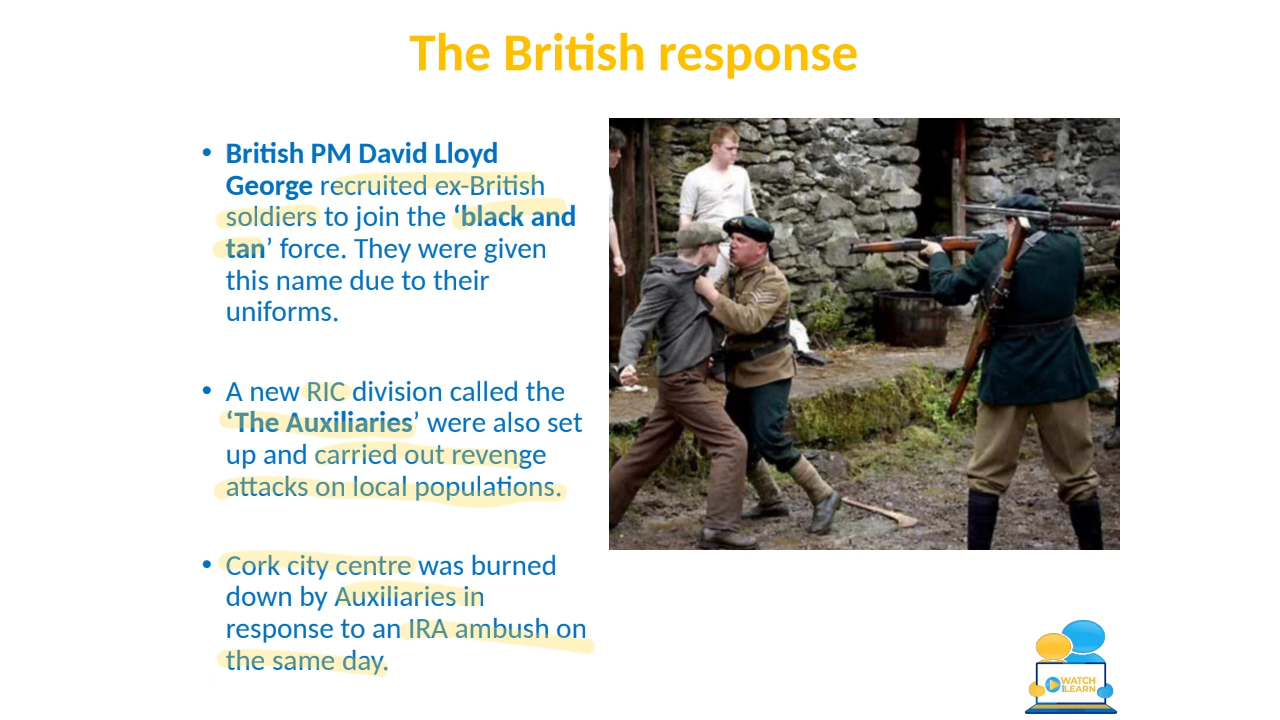 The British response
• British PM David Lloyd
George recruited ex-British
soldiers to join the ‘black and
tan’ force. They were given
this name due to their
uniforms.
• A new RIC division called the
‘The Auxiliaries’ were also set
up and carried out revenge
attacks on local populations.
• Cork city centre was burned
down by Auxiliaries in
response to an IRA ambush on
the same day.
WATCH
LEARN